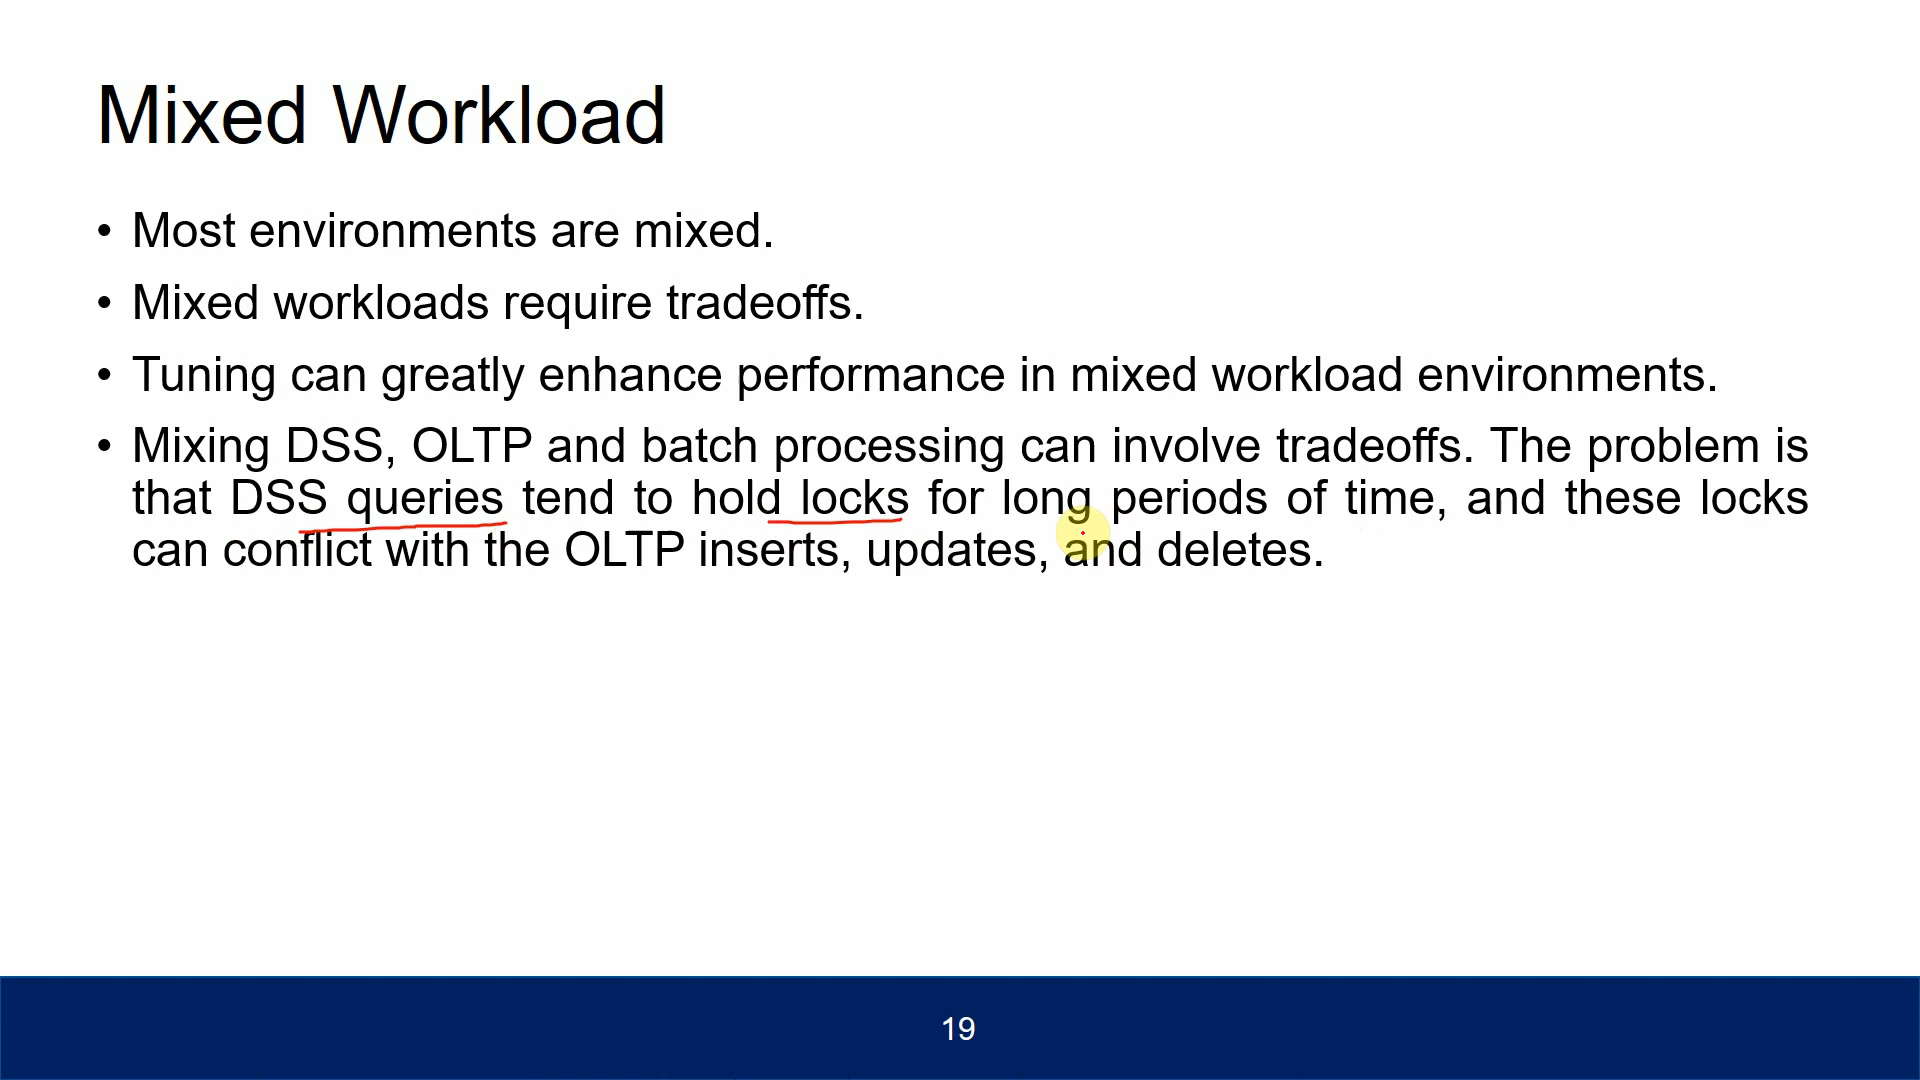 Mixed Workload
• Most environments are mixed.
• Mixed workloads require tradeoffs.
• Tuning can greatly enhance performance in mixed workload environments.
• Mixing DSS, OLTP and batch processing can involve tradeoffs. The problem is
that DSS queries tend to hold locks for long periods of time, and these locks
can conflict with the OLTP inserts, updates, and deletes.
19